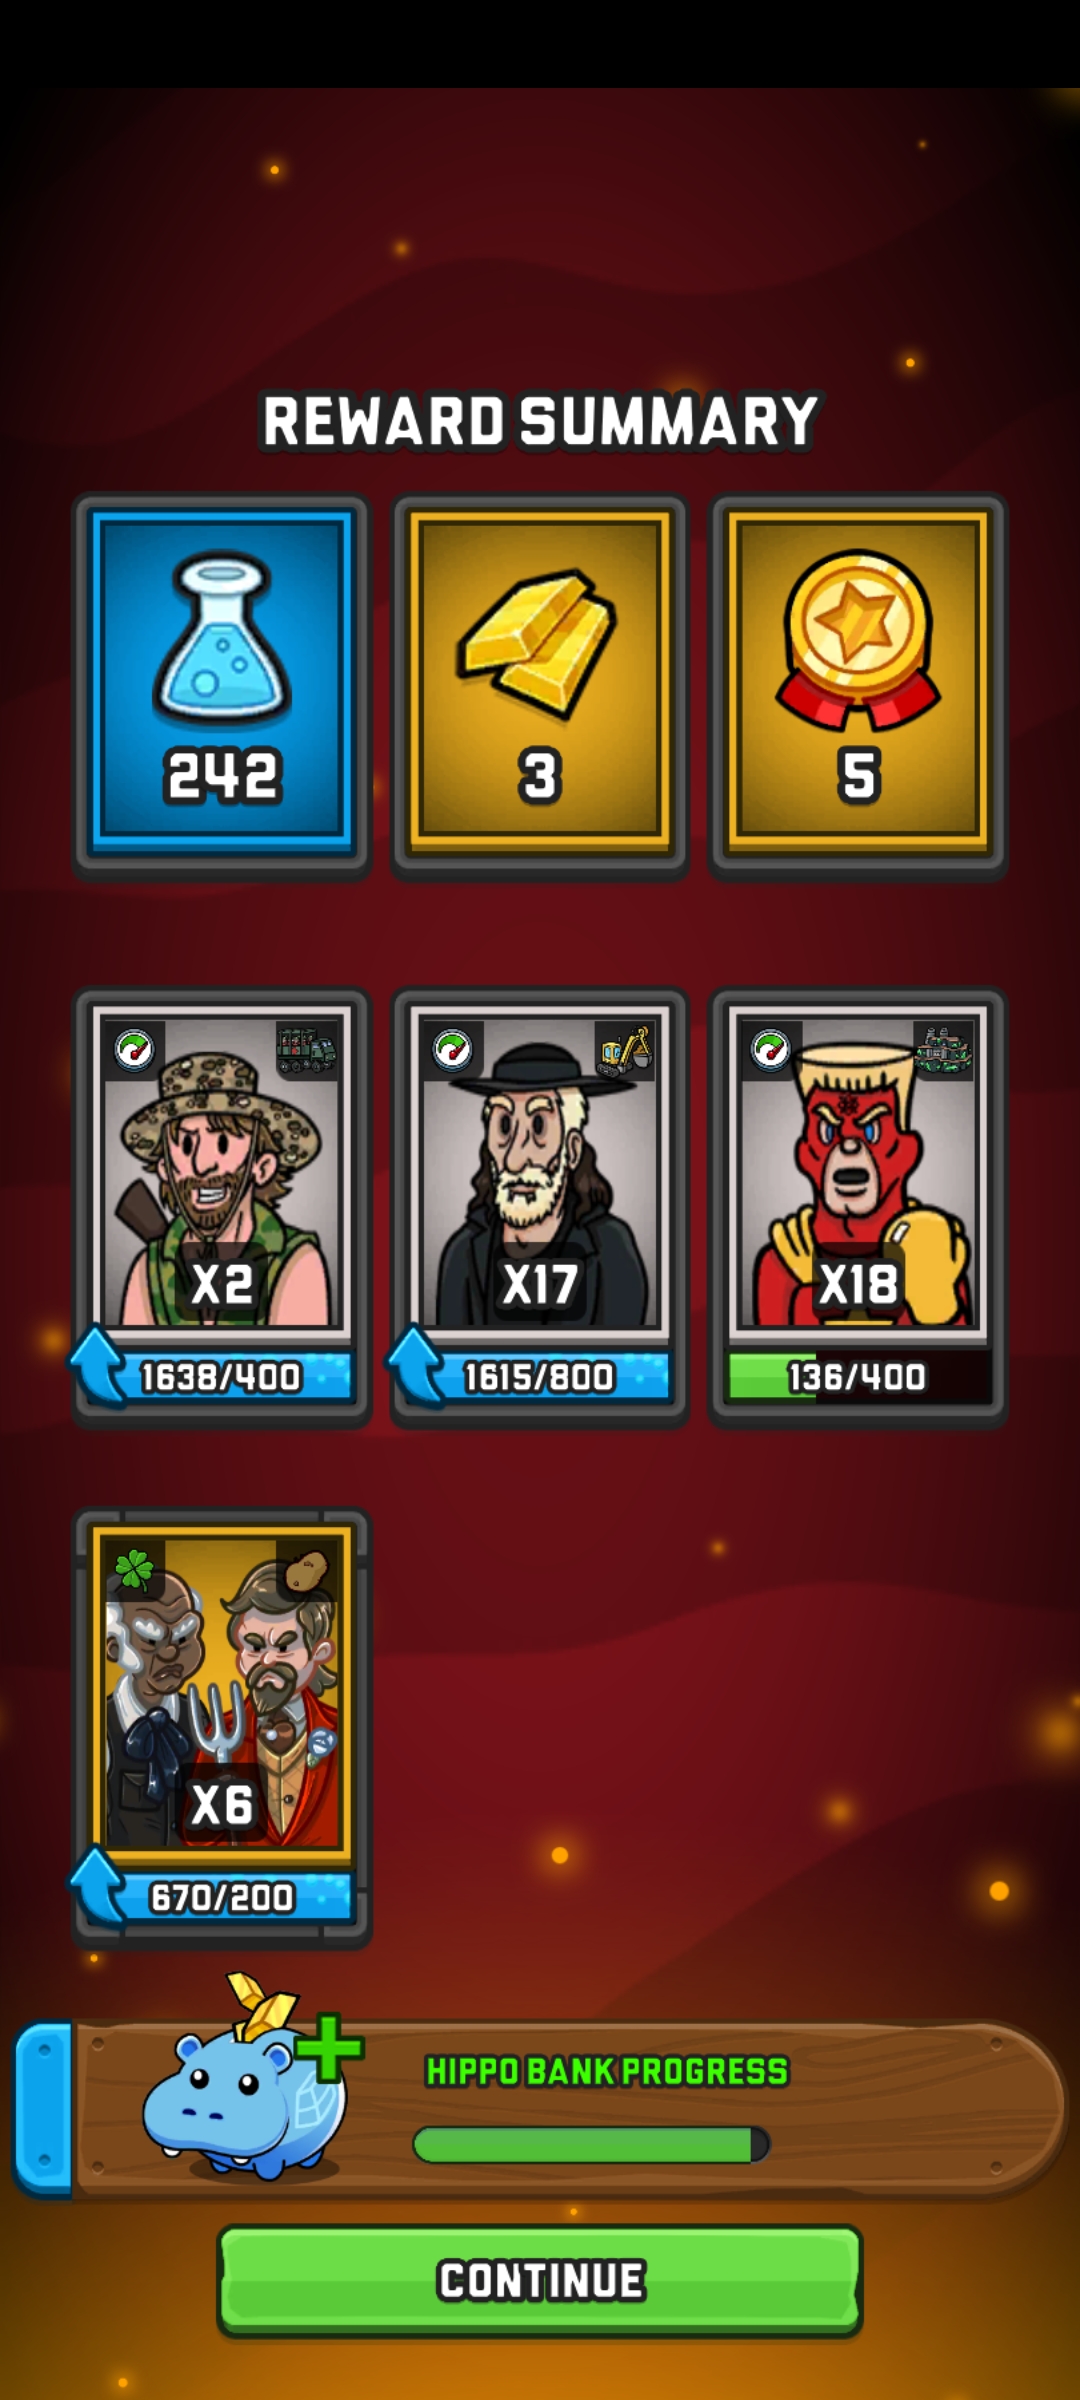 REWARD SUMMARY
242
3
5
X2
X17
X18
1638/400
1615/800
136/400
X6
670/200
HIPPO BANK PROGRESS
CONTINUE